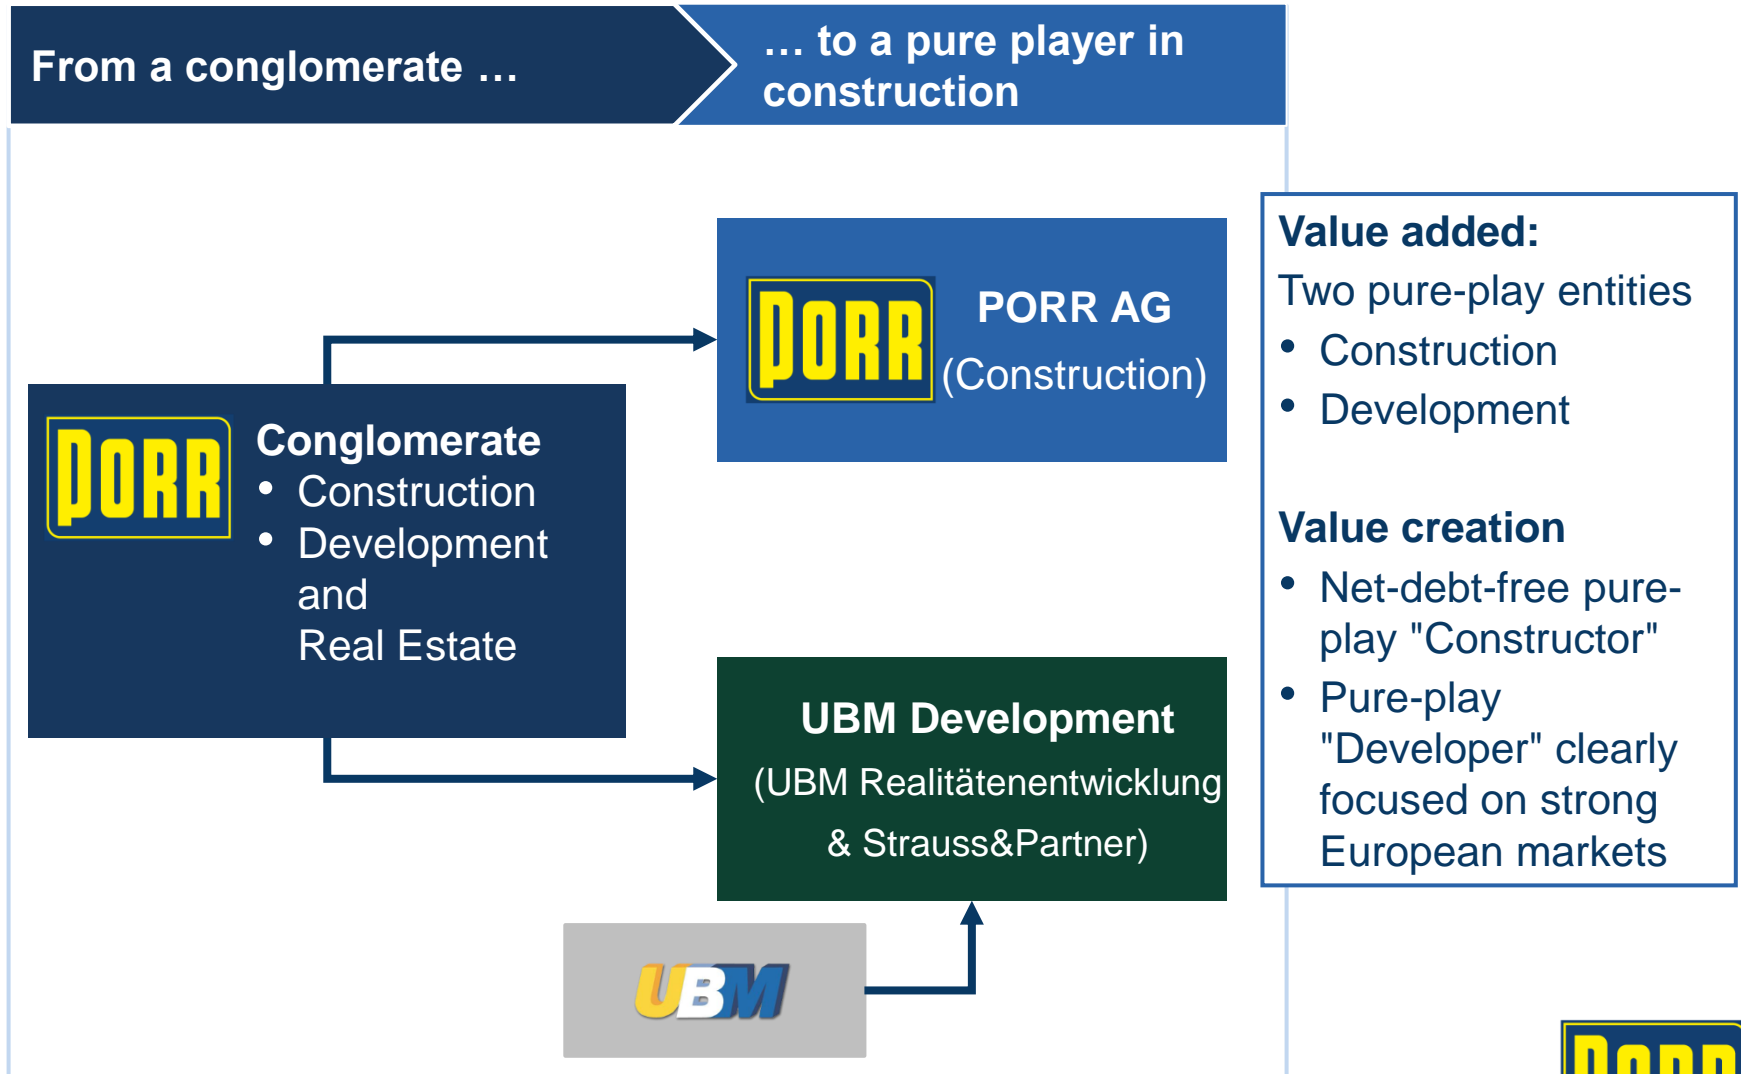 From a conglomerate …
… to a pure player in
construction
PORR
PORR AG
(Construction)
PORR
Conglomerate
• Construction
• Development
and
Real Estate
UBM Development
(UBM Realitätenentwicklung
& Strauss&Partner)
UBM
Value added:
Two pure-play entities
• Construction
• Development
Value creation
• Net-debt-free pure-
play "Constructor"
• Pure-play
"Developer" clearly
focused on strong
European markets
PORR